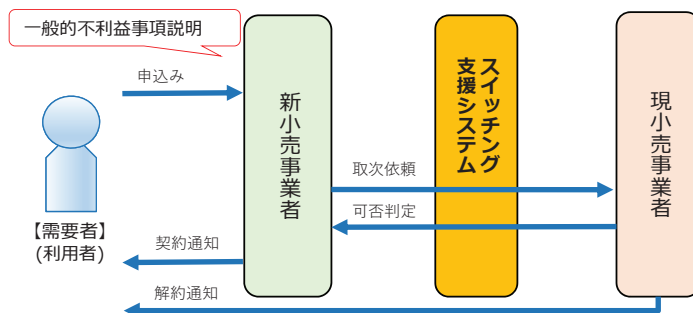 一般的不利益事項説明
申込み
新小売事業者
スイッチング
支援システム
現小売事業者
取次依頼
可否判定
【需要者】
(利用者)
契約通知
解約通知